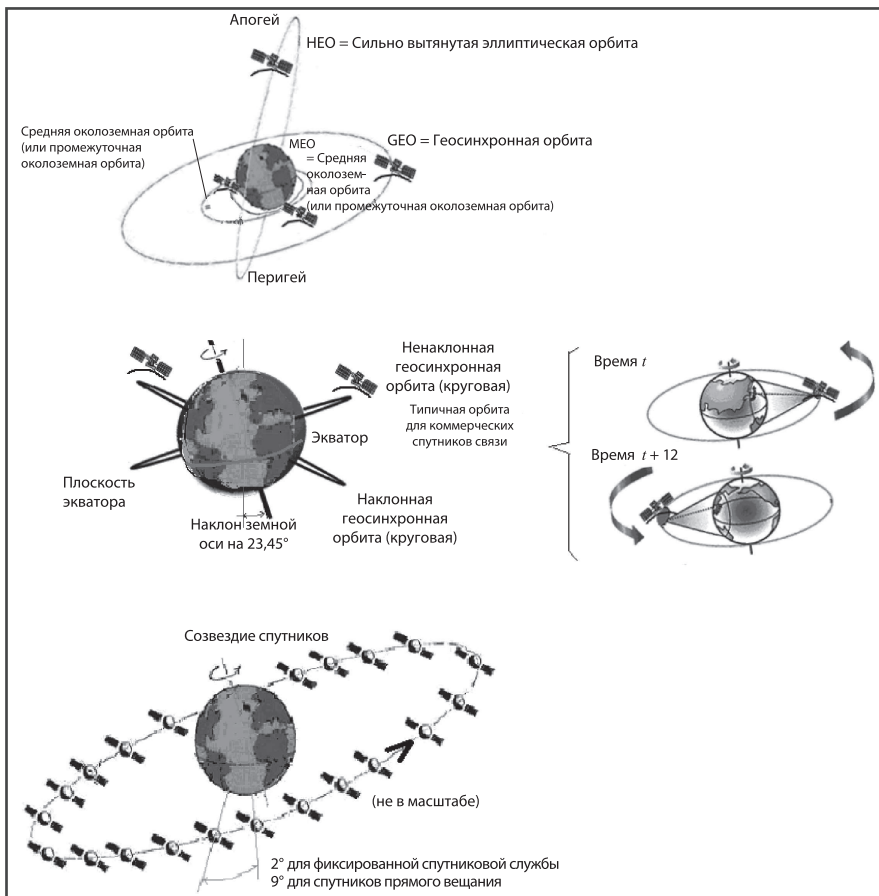 Апогей
HEO = Сильно вытянутая эллиптическая орбита
Средняя околоземная орбита
(или промежуточная
околоземная орбита)
GEO = Геосинхронная орбита
MEO
= Средняя
околозем-
ная орбита
(или промежуточная околоземная орбита)
Перигей
Ненаклонная
геосинхронная
орбита (круговая)
Типичная орбита
для коммерческих
спутников связи
Экватор
Плоскость
экватора
Наклон земной
оси на 23,45°
Наклонная
геосинхронная
орбита (круговая)
Время t
Время t + 12
Созвездие спутников
(не в масштабе)
2° для фиксированной спутниковой службы
9° для спутников прямого вещания